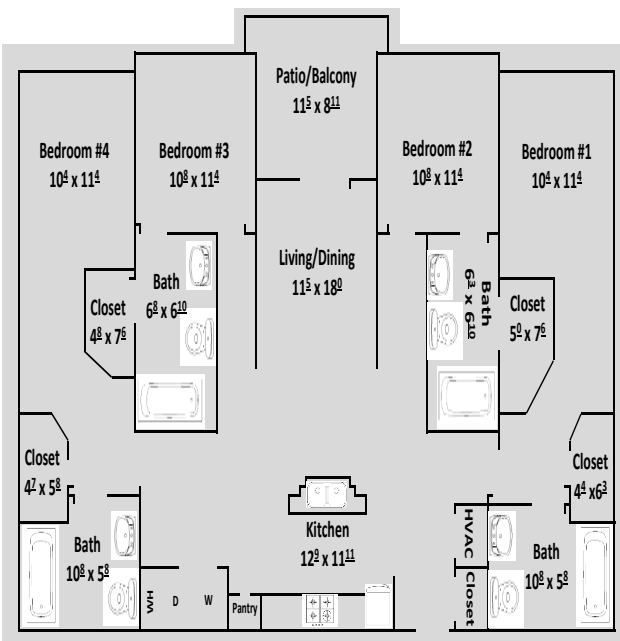 Patio/Balcony
11⁵ x 8¹¹
Bedroom #4
10⁴ x 11⁴
Bedroom #3
10⁸ x 11⁴
Bedroom #2
10⁸ x 11⁴
Bedroom #1
10⁴ x 11⁴
Living/Dining
11⁵ x 18⁰
Bath
6⁸ x 6¹⁰
Bath
6³ x 6¹⁰
Closet
4⁸ x 7⁶
Closet
5⁰ x 7⁶
Closet
4⁷ x 5⁸
Closet
4⁴ x6³
Kitchen
12⁹ x 11¹¹
HVAC
Bath
10⁸ x 5⁸
Bath
10⁸ x 5⁸
Closet
WH
D
W
Pantry